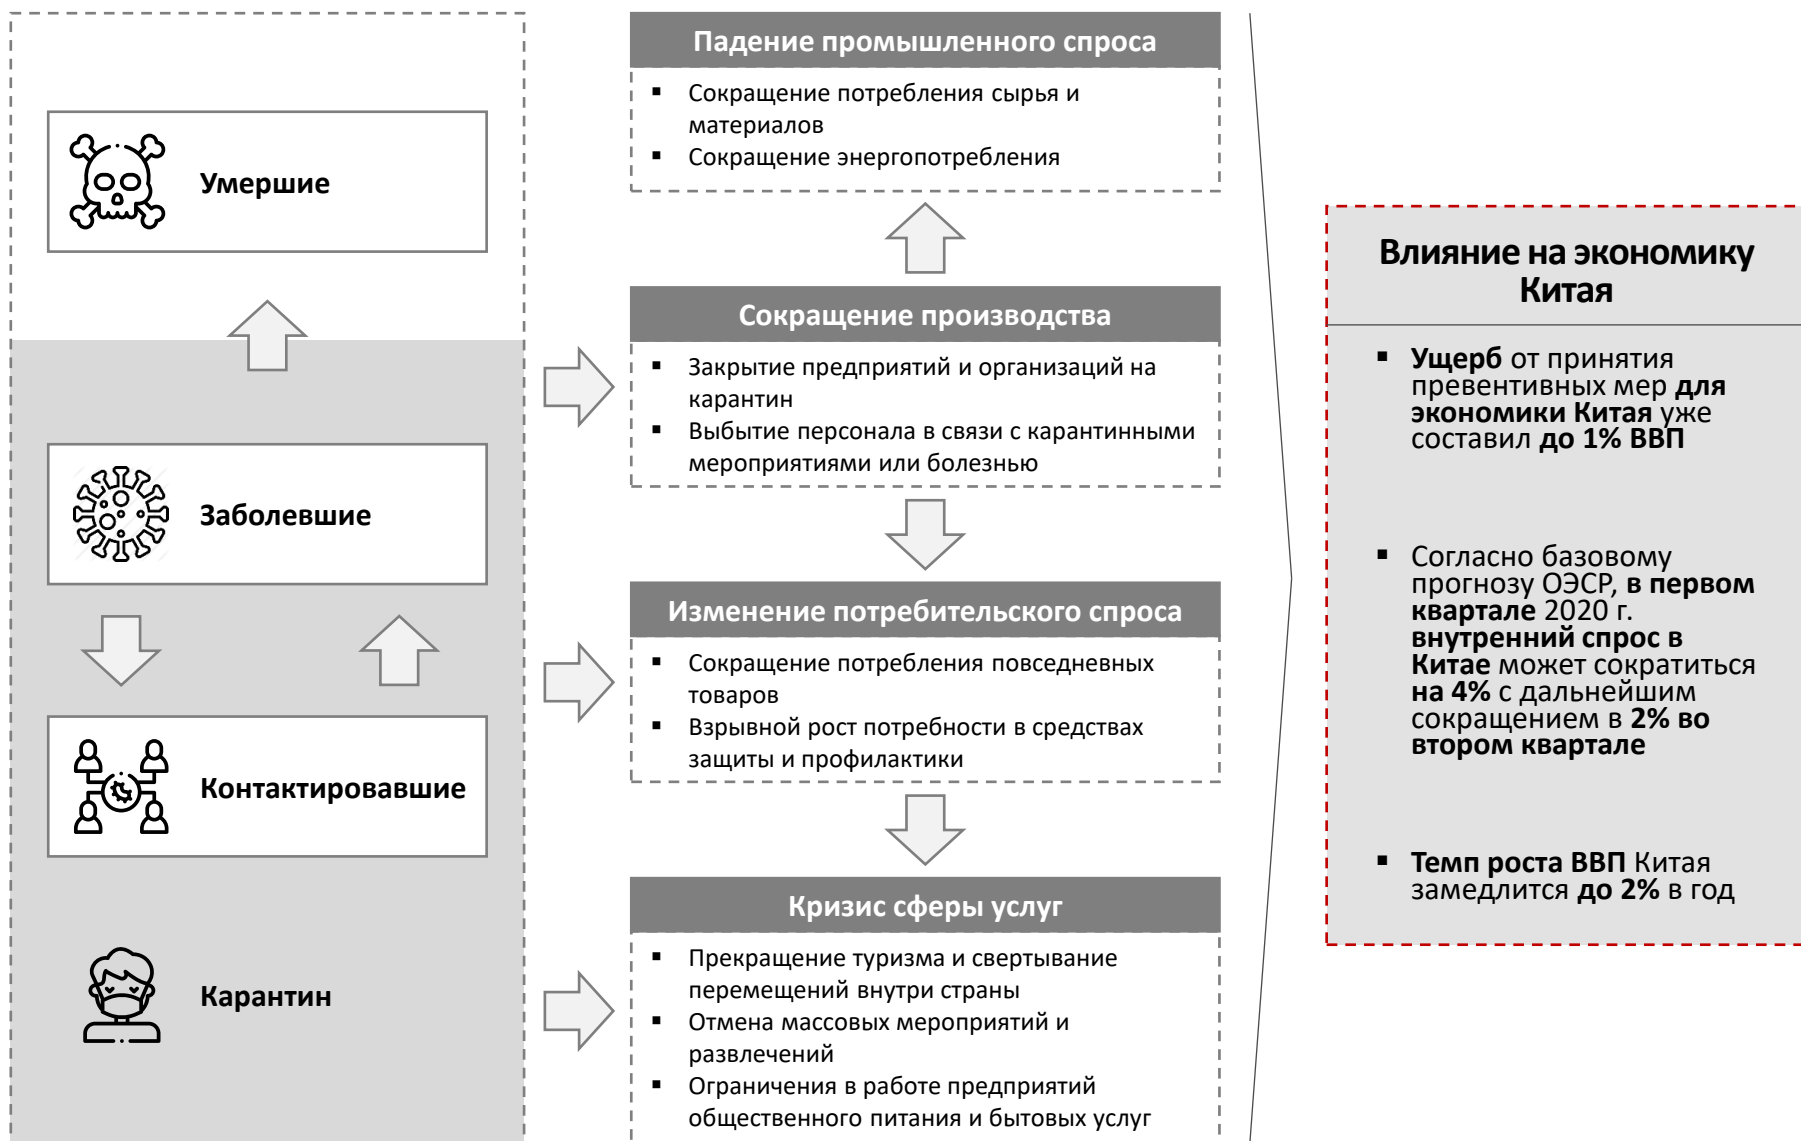 Умершие
Заболевшие
Контактировавшие
Карантин
Падение промышленного спроса
▪ Сокращение потребления сырья и
материалов
▪ Сокращение энергопотребления
Сокращение производства
▪ Закрытие предприятий и организаций на
карантин
▪ Выбытие персонала в связи с карантинными
мероприятиями или болезнью
Изменение потребительского спроса
▪ Сокращение потребления повседневных
товаров
▪ Взрывной рост потребности в средствах
защиты и профилактики
Кризис сферы услуг
▪ Прекращение туризма и свертывание
перемещений внутри страны
▪ Отмена массовых мероприятий и
развлечений
▪ Ограничения в работе предприятий
общественного питания и бытовых услуг
Влияние на экономику
Китая
▪ Ущерб от принятия
превентивных мер для
экономики Китая уже
составил до 1% ВВП
▪ Согласно базовому
прогнозу ОЭСР, в первом
квартале 2020 г.
внутренний спрос в
Китае может сократиться
на 4% с дальнейшим
сокращением в 2% во
втором квартале
▪ Темп роста ВВП Китая
замедлится до 2% в год